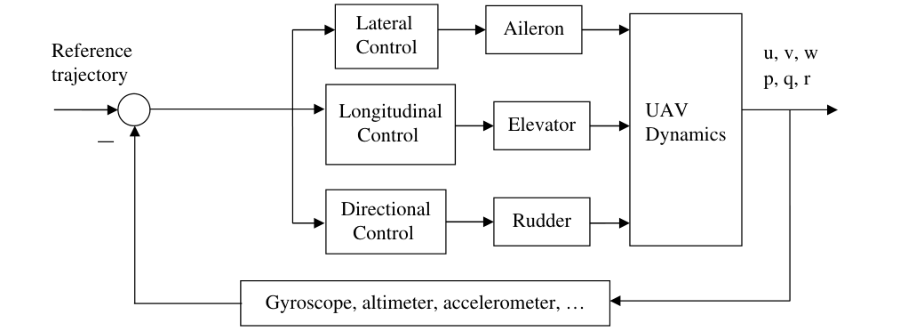 Reference
trajectory
−
Lateral
Control
Aileron
Longitudinal
Control
Elevator
Directional
Control
Rudder
UAV
Dynamics
u, v, w
p, q, r
Gyroscope, altimeter, accelerometer, …